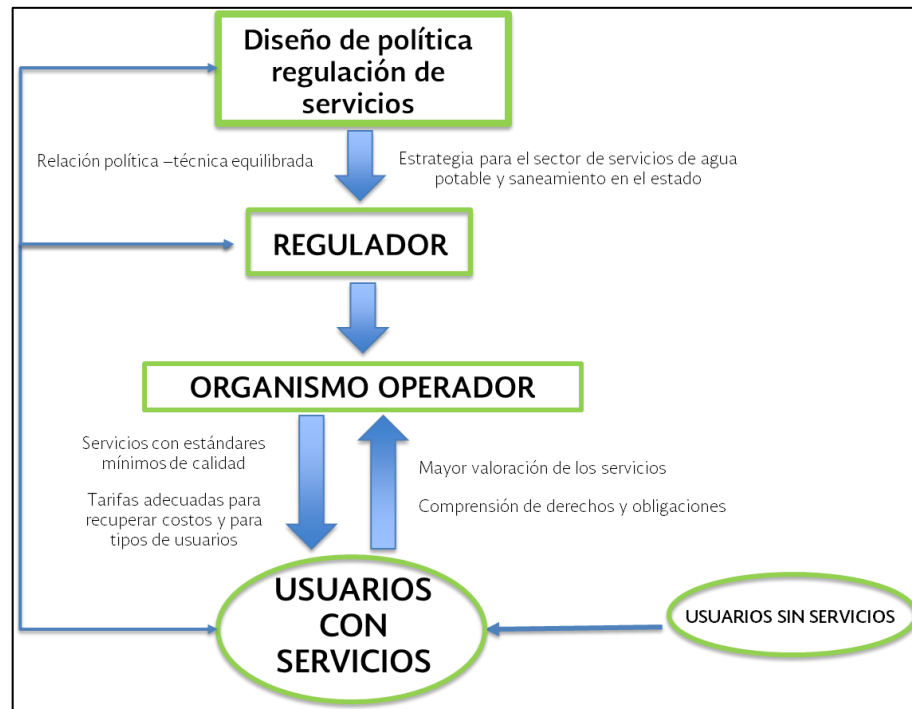 Diseño de política
regulación de
servicios
Relación política –técnica equilibrada
Estrategia para el sector de servicios de agua
potable y saneamiento en el estado
REGULADOR
ORGANISMO OPERADOR
Servicios con estándares
mínimos de calidad
Tarifas adecuadas para
recuperar costos y para
tipos de usuarios
Mayor valoración de los servicios
Comprensión de derechos y obligaciones
USUARIOS
CON
SERVICIOS
USUARIOS SIN SERVICIOS